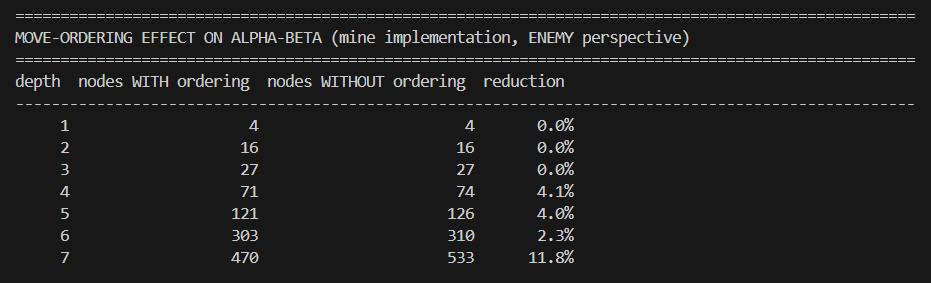 ==========================================================================================
MOVE-ORDERING EFFECT ON ALPHA-BETA (mine implementation, ENEMY perspective)
==========================================================================================
depth  nodes WITH ordering  nodes WITHOUT ordering  reduction
------------------------------------------------------------------------------------------
     1                   4                       4       0.0%
     2                  16                      16       0.0%
     3                  27                      27       0.0%
     4                  71                      74       4.1%
     5                 121                     126       4.0%
     6                 303                     310       2.3%
     7                 470                     533      11.8%